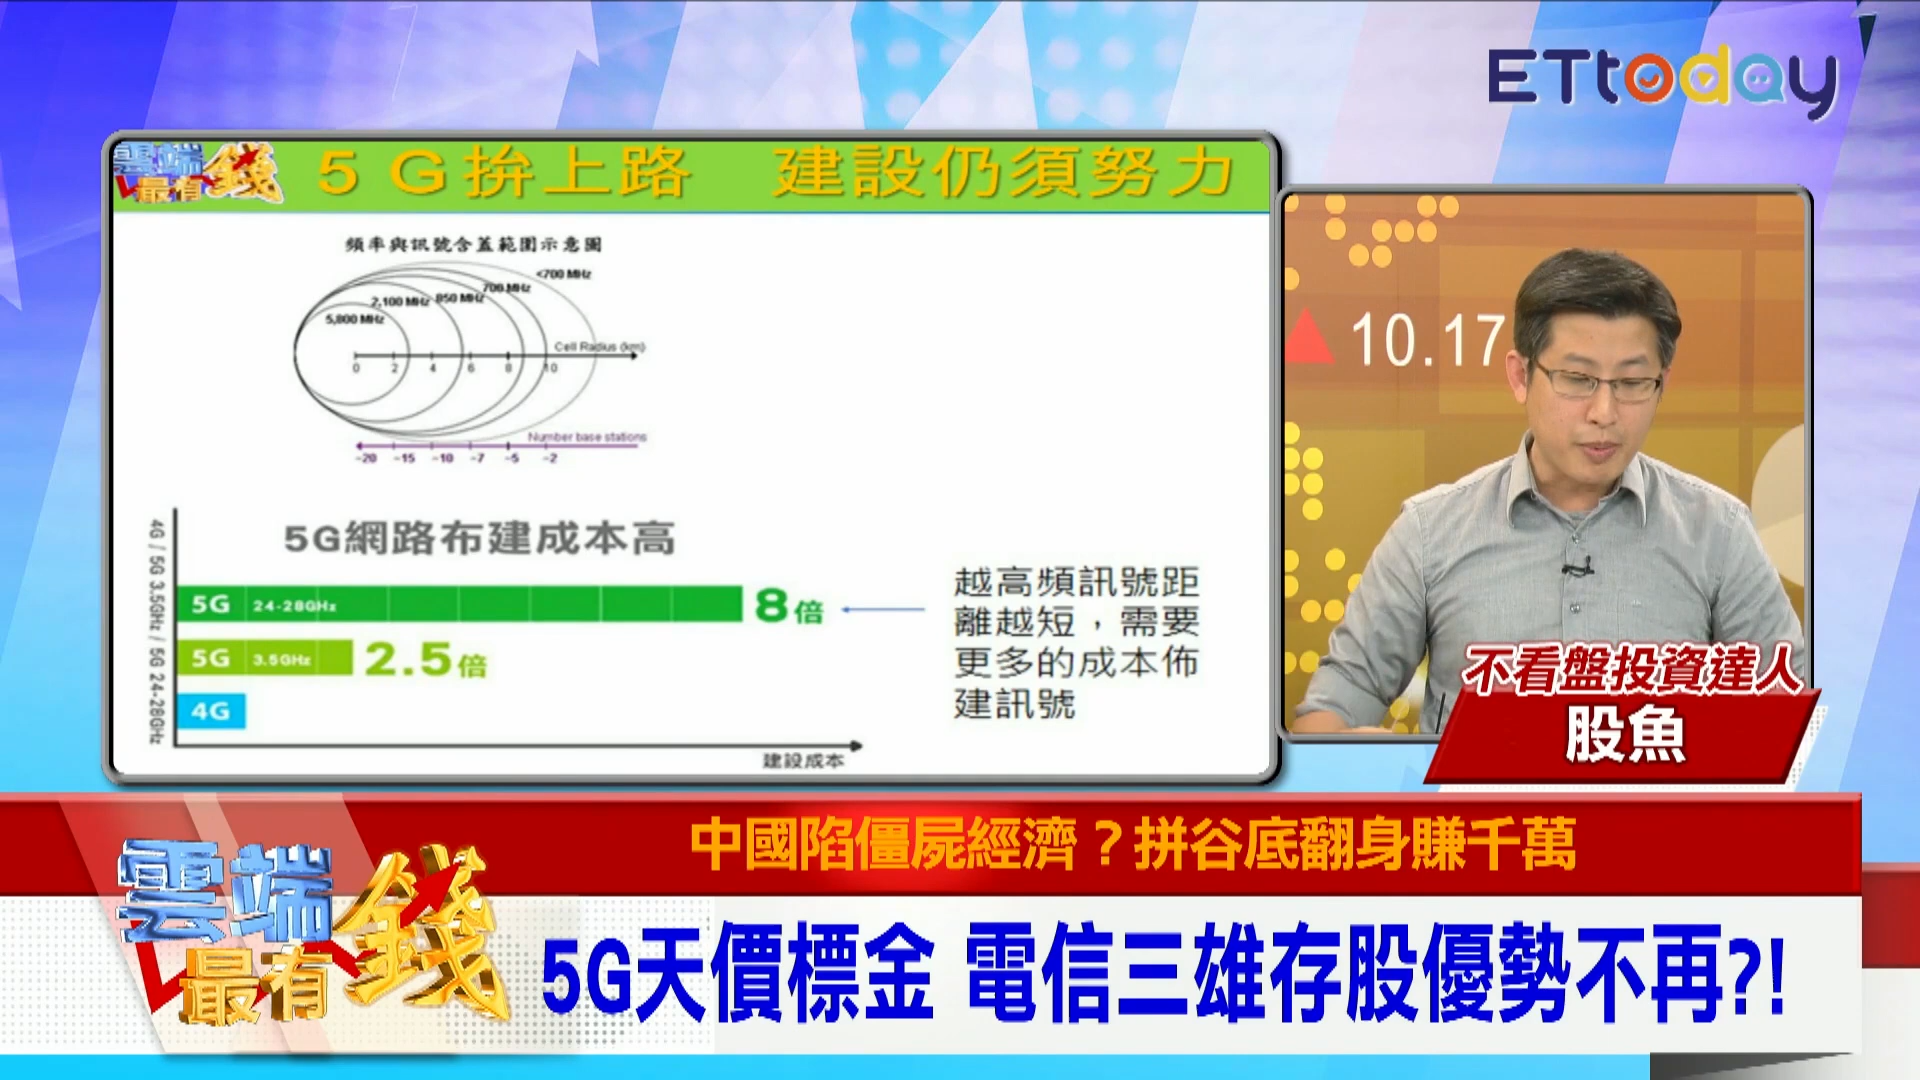 ETtoday
雲端
最有錢
5G拚上路 建設仍須努力
頻率與訊號含蓋範圍示意圖
<700 MHz
700 MHz
850 MHz
2,100 MHz
5,800 MHz
Cell Radius (km)
0 2 4 6 8 10
Number base stations
~20 ~15 ~10 ~7 ~5 ~2
5G網路布建成本高
4G / 5G 3.5GHz / 5G 24-28GHz
5G 24-28GHz 8倍
5G 3.5GHz 2.5倍
4G
建設成本
越高頻訊號距
離越短，需要
更多的成本佈
建訊號
10.17
不看盤投資達人
股魚
中國陷僵屍經濟？拼谷底翻身賺千萬
雲端
最有錢
5G天價標金 電信三雄存股優勢不再?!